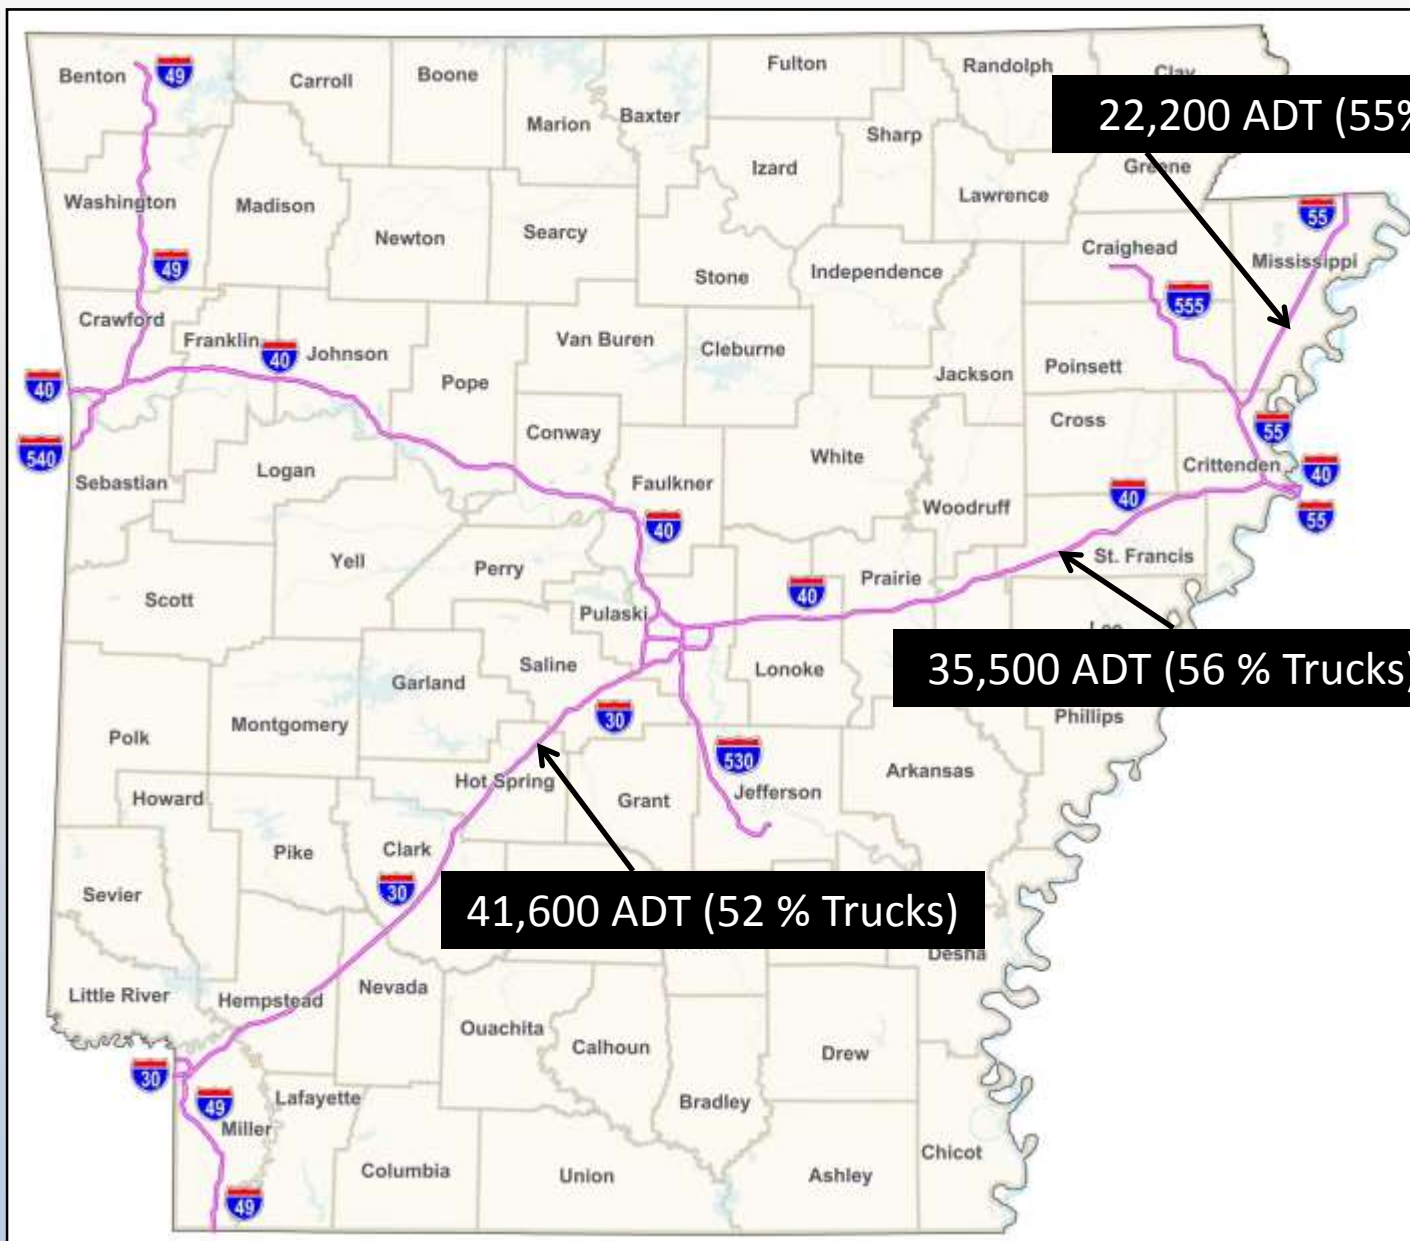 Benton
49
Carroll
Boone
Marion
Baxter
Fulton
Randolph
Clay
22,200 ADT (55%
Sharp
Izard
Greene
Lawrence
Washington
Madison
Newton
Searcy
Stone
Independence
Craighead
55
Mississippi
49
555
Crawford
Franklin
40
Johnson
Van Buren
Cleburne
Pope
Jackson
Poinsett
40
Conway
Cross
55
540
Sebastian
Logan
Faulkner
White
Woodruff
Crittenden
40
40
40
55
Yell
Perry
Prairie
St. Francis
40
Scott
Pulaski
Lee
Saline
Lonoke
35,500 ADT (56 % Trucks)
Garland
30
Phillips
Montgomery
Polk
530
Arkansas
Hot Spring
Jefferson
Howard
Grant
Pike
Clark
30
Sevier
41,600 ADT (52 % Trucks)
Desha
Little River
Hempstead
Nevada
Ouachita
Calhoun
Drew
30
49
Lafayette
Bradley
Miller
Chicot
Columbia
Union
Ashley
49